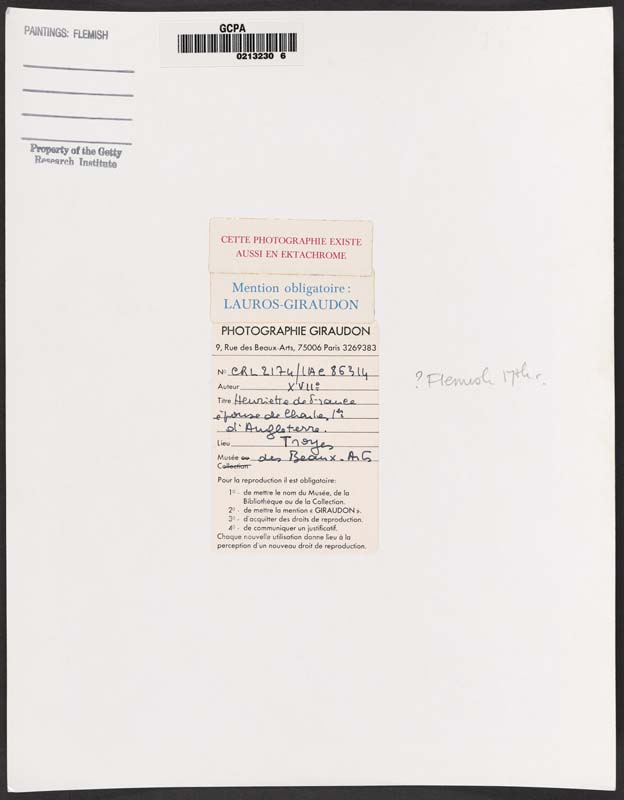 PAINTINGS: FLEMISH
GCPA
0213230 6
Property of the Getty
Research Institute
CETTE PHOTOGRAPHIE EXISTE
AUSSI EN EKTACHROME
Mention obligatoire:
LAUROS-GIRAUDON
PHOTOGRAPHIE GIRAUDON
9, Rue des Beaux-Arts, 75006 Paris 3269383
No CRL 2174/LAC 86314
Auteur XVIIe
Titre Henriette de France
épouse de Charles 1er
d'Angleterre.
Lieu Troyes
Musée ou des Beaux-Arts
Collection
? Flemish 17th c.
Pour la reproduction il est obligatoire:
1o - de mettre le nom du Musée, de la
Bibliothèque ou de la Collection.
2o - de mettre la mention « GIRAUDON ».
3o - d'acquitter des droits de reproduction.
4o - de communiquer un justificatif.
Chaque nouvelle utilisation donne lieu à la
perception d'un nouveau droit de reproduction.